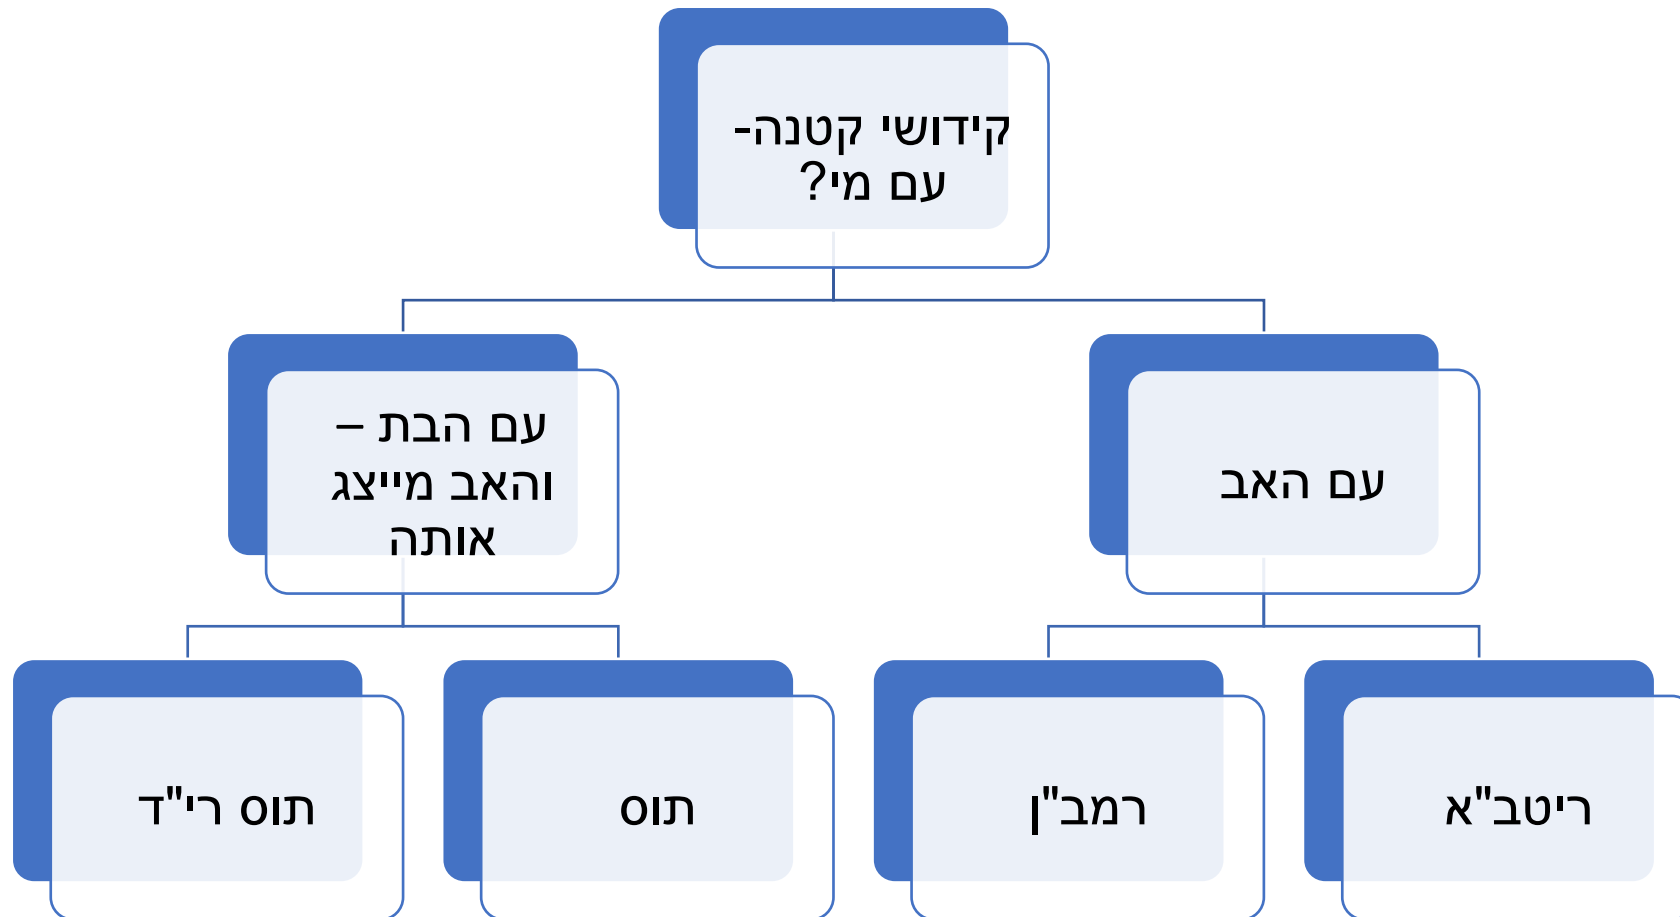 קידושי קטנה-
עם מי?
עם האב
עם הבת –
והאב מייצג
אותה
ריטב"א
רמב"ן
תוס
תוס רי"ד